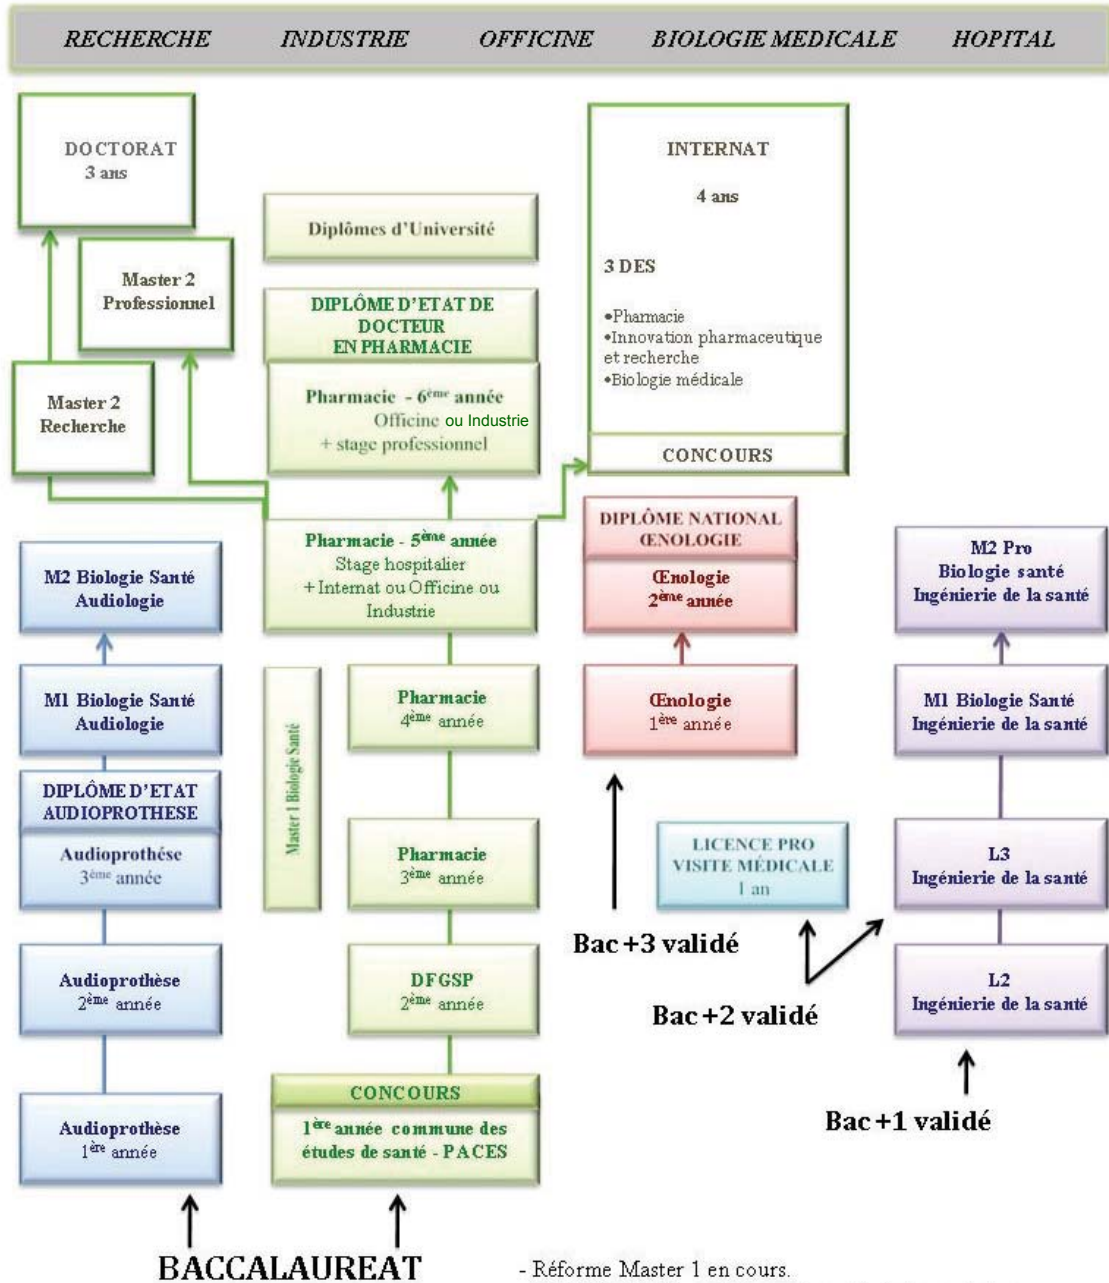 RECHERCHE INDUSTRIE OFFICINE BIOLOGIE MEDICALE HOPITAL
DOCTORAT
3 ans
Master 2
Professionnel
Master 2
Recherche
Diplômes d'Université
DIPLÔME D'ETAT DE
DOCTEUR
EN PHARMACIE
Pharmacie - 6ème année
Officine ou Industrie
+ stage professionnel
INTERNAT
4 ans
3 DES
•Pharmacie
•Innovation pharmaceutique
et recherche
•Biologie médicale
CONCOURS
Pharmacie - 5ème année
Stage hospitalier
+ Internat ou Officine ou
Industrie
DIPLÔME NATIONAL
ŒNOLOGIE
Œnologie
2ème année
M2 Biologie Santé
Audiologie
M2 Pro
Biologie santé
Ingénierie de la santé
M1 Biologie Santé
Audiologie
Master 1 Biologie Santé
Pharmacie
4ème année
Œnologie
1ère année
M1 Biologie Santé
Ingénierie de la santé
DIPLÔME D'ETAT
AUDIOPROTHESE
Audioprothése
3ème année
Pharmacie
3ème année
LICENCE PRO
VISITE MÉDICALE
1 an
L3
Ingénierie de la santé
Bac +3 validé
Audioprothèse
2ème année
DFGSP
2ème année
Bac +2 validé
L2
Ingénierie de la santé
Audioprothèse
1ère année
CONCOURS
1ère année commune des
études de santé - PACES
Bac +1 validé
BACCALAUREAT
- Réforme Master 1 en cours.